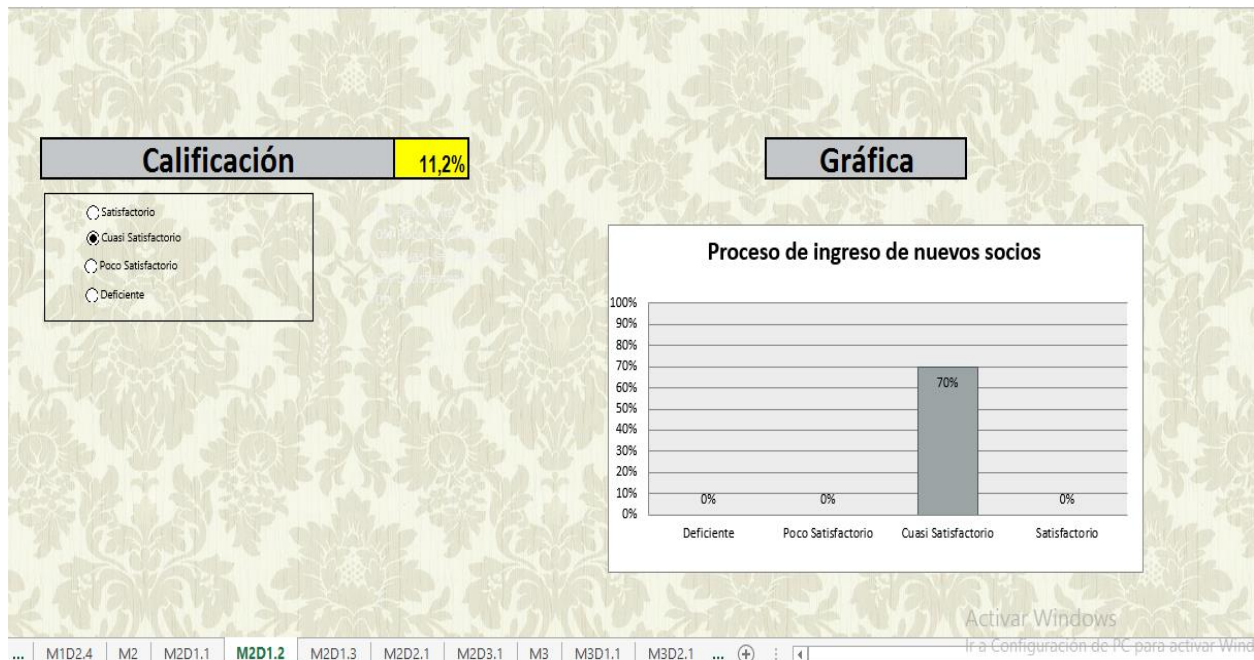 Calificación 11,2%
Gráfica
Satisfactorio
Cuasi Satisfactorio
Poco Satisfactorio
Deficiente
Proceso de ingreso de nuevos socios
100%
90%
80%
70%
60%
50%
40%
30%
20%
10%
0%
0% 0% 70% 0%
Deficiente Poco Satisfactorio Cuasi Satisfactorio Satisfactorio
Activar Windows
Ir a Configuración de PC para activar Wind
... M1D2.4 M2 M2D1.1 M2D1.2 M2D1.3 M2D2.1 M2D3.1 M3 M3D1.1 M3D2.1 ...